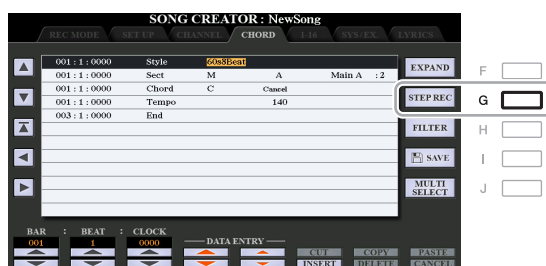 SONG CREATOR : NewSong
REC MODE SET UP CHANNEL CHORD 1-16 SYS/EX. LYRICS
001 : 1 : 0000 Style 60s8Beat
001 : 1 : 0000 Sect M A Main A : 2
001 : 1 : 0000 Chord C Cancel
001 : 1 : 0000 Tempo 140
003 : 1 : 0000 End
EXPAND F
STEP REC G
FILTER H
SAVE I
MULTI SELECT J
BAR : BEAT : CLOCK
001 1 0000 DATA ENTRY
CUT COPY PASTE
INSERT DELETE CANCEL